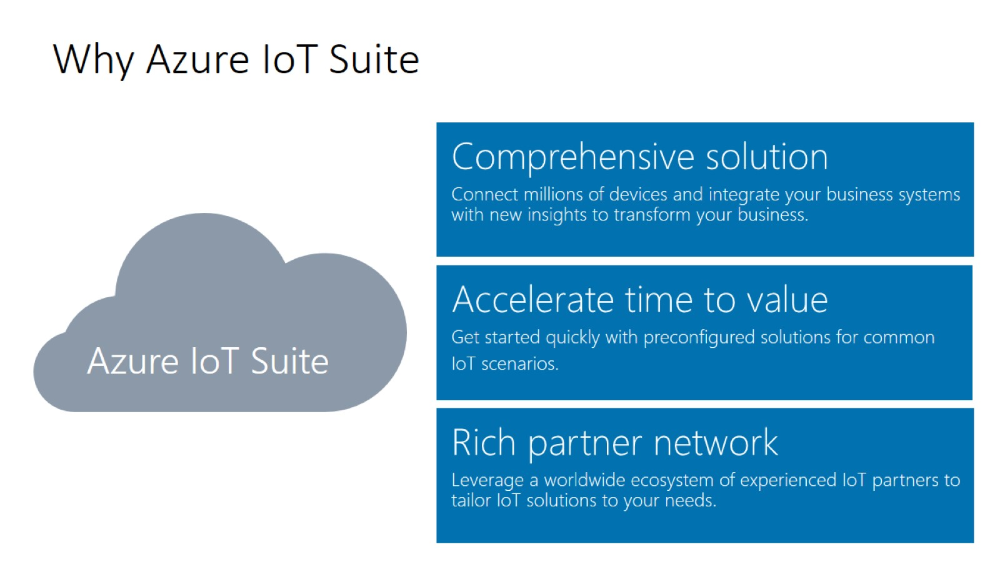 Why Azure IoT Suite
Azure IoT Suite
Comprehensive solution
Connect millions of devices and integrate your business systems
with new insights to transform your business.
Accelerate time to value
Get started quickly with preconfigured solutions for common
IoT scenarios.
Rich partner network
Leverage a worldwide ecosystem of experienced IoT partners to
tailor IoT solutions to your needs.